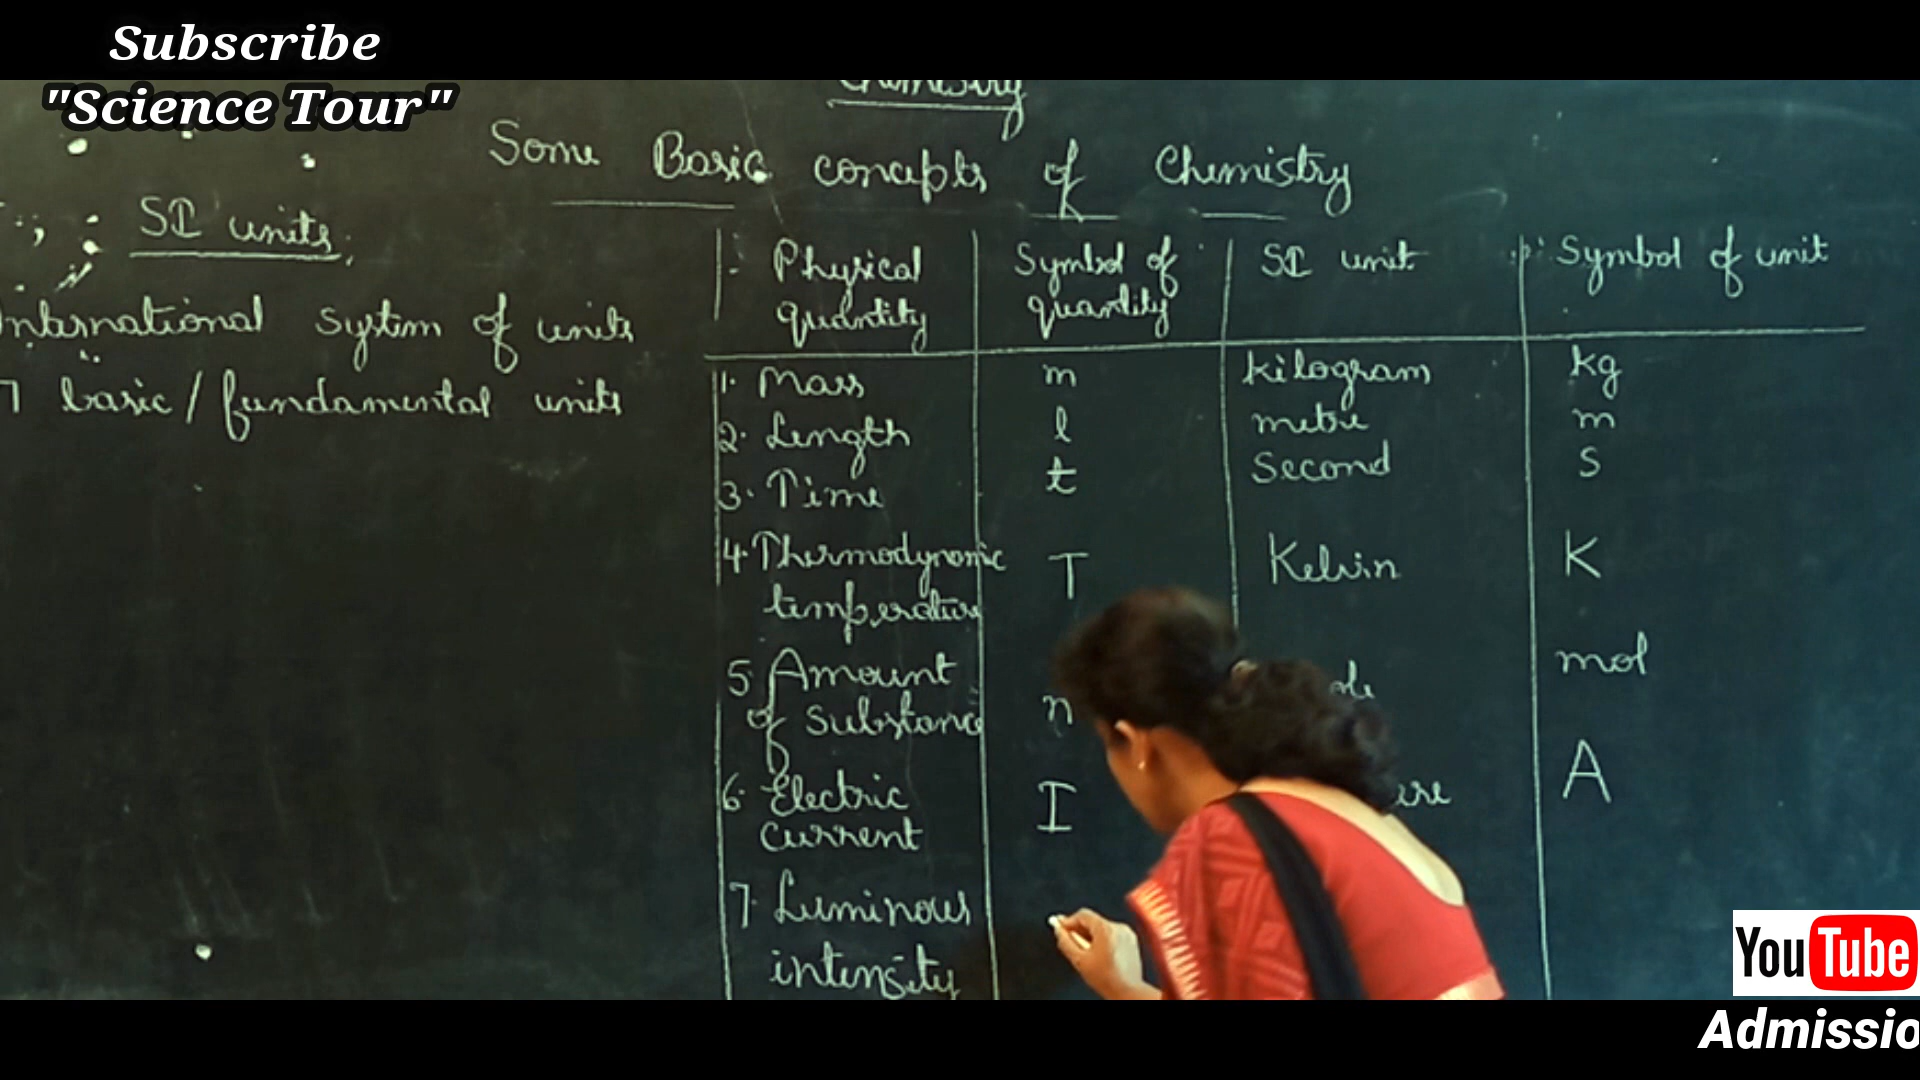 Subscribe
"Science Tour"
Chemistry
Some Basic concepts of Chemistry
SI units
International system of units
7 basic / fundamental units
Physical quantity Symbol of quantity SI unit Symbol of unit
1. Mass m kilogram kg
2. Length l metre m
3. Time t Second s
4. Thermodynamic temperature T Kelvin K
5. Amount of substance n mol
6. Electric current I A
7. Luminous intensity
YouTube
Admissio